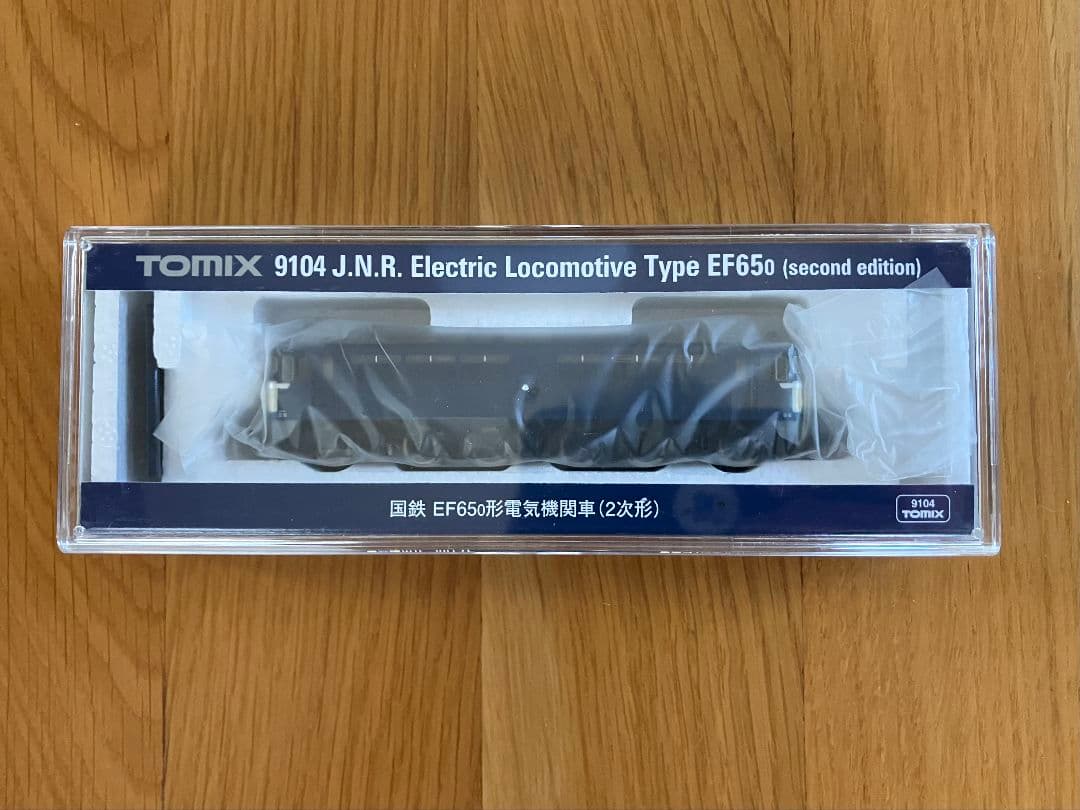 TOMIX 9104 J.N.R. Electric Locomotive Type EF650 (second edition)
国鉄 EF650形電気機関車(2次形)
9104
TOMIX